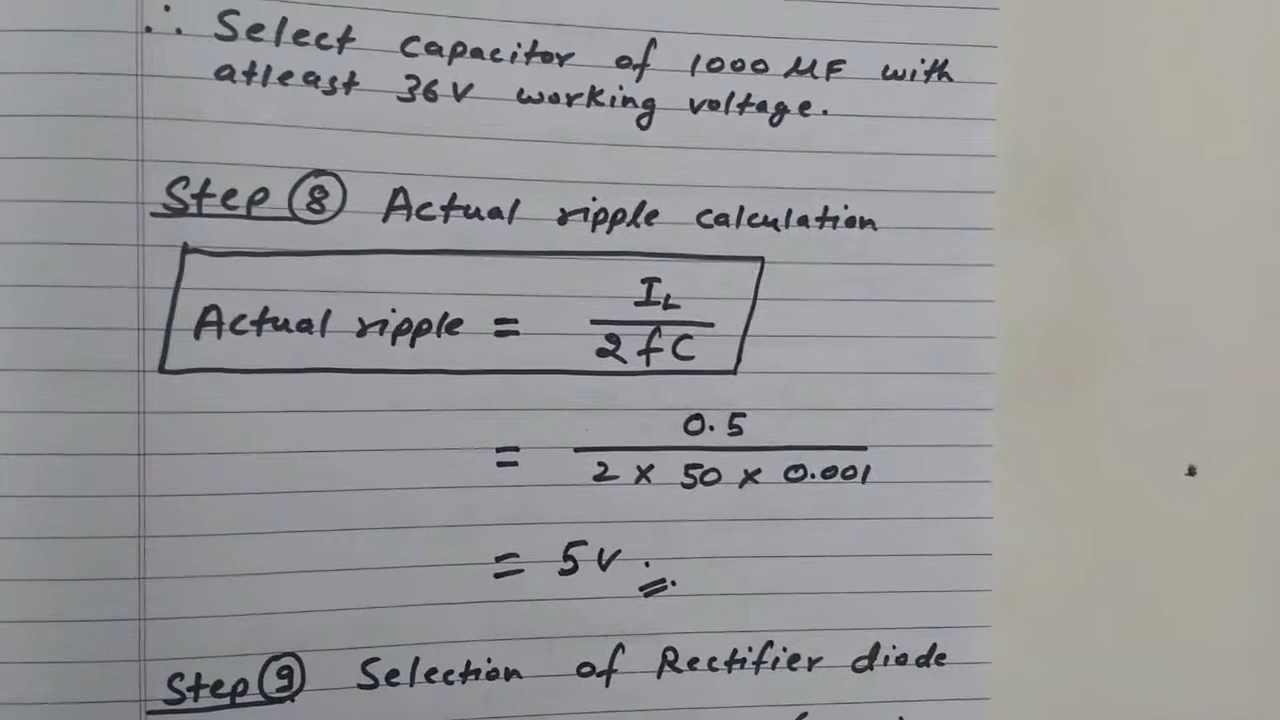 ∴ Select capacitor of 1000 μF with
atleast 36V working voltage.
Step 8 Actual ripple calculation
Actual ripple = I_L / 2fC
= 0.5 / 2 x 50 x 0.001
= 5V.
Step 9 Selection of Rectifier diode